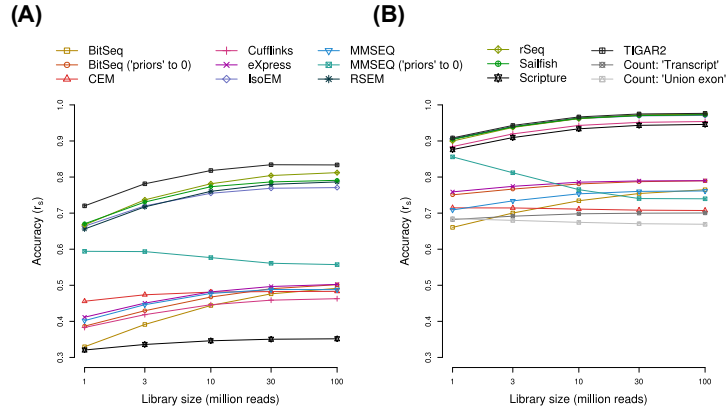 (A)
(B)
BitSeq
BitSeq ('priors' to 0)
CEM
Cufflinks
eXpress
IsoEM
MMSEQ
MMSEQ ('priors' to 0)
RSEM
rSeq
Sailfish
Scripture
TIGAR2
Count: 'Transcript'
Count: 'Union exon'
Accuracy (rs)
1.0
0.9
0.8
0.7
0.6
0.5
0.4
0.3
1
3
10
30
100
Library size (million reads)
Accuracy (rs)
1.0
0.9
0.8
0.7
0.6
0.5
0.4
0.3
1
3
10
30
100
Library size (million reads)